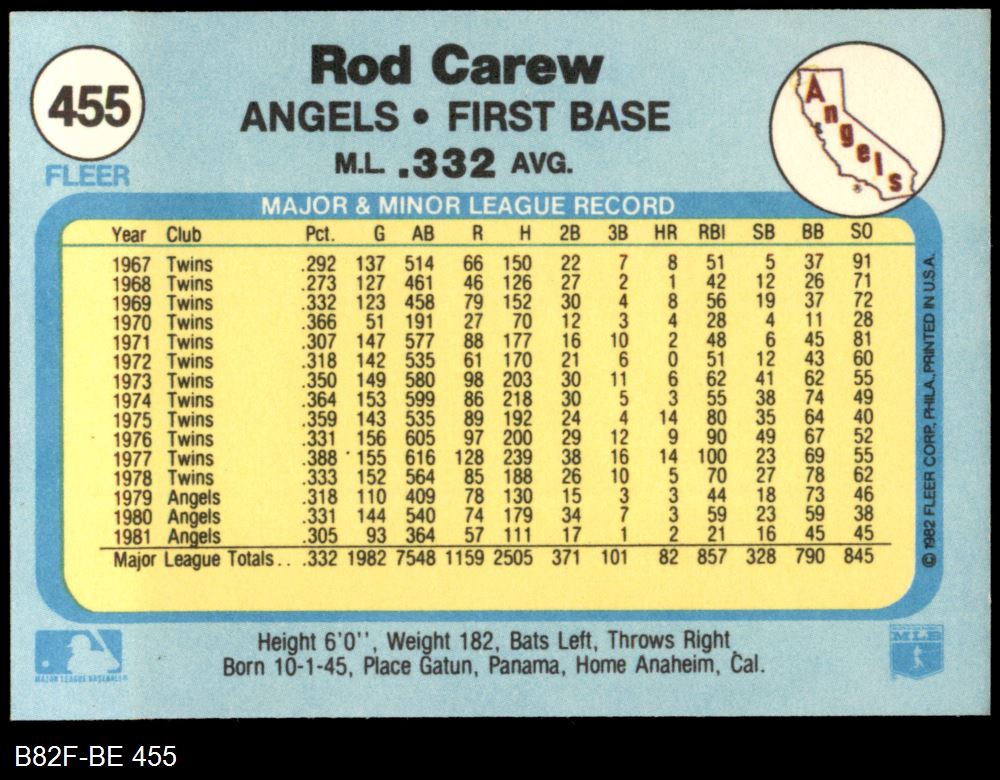 455
FLEER
Rod Carew
ANGELS • FIRST BASE
M.L. .332 AVG.
Angels
MAJOR & MINOR LEAGUE RECORD
Year Club Pct. G AB R H 2B 3B HR RBI SB BB SO
1967 Twins .292 137 514 66 150 22 7 8 51 5 37 91
1968 Twins .273 127 461 46 126 27 2 1 42 12 26 71
1969 Twins .332 123 458 79 152 30 4 8 56 19 37 72
1970 Twins .366 51 191 27 70 12 3 4 28 4 11 28
1971 Twins .307 147 577 88 177 16 10 2 48 6 45 81
1972 Twins .318 142 535 61 170 21 6 0 51 12 43 60
1973 Twins .350 149 580 98 203 30 11 6 62 41 62 55
1974 Twins .364 153 599 86 218 30 5 3 55 38 74 49
1975 Twins .359 143 535 89 192 24 4 14 80 35 64 40
1976 Twins .331 156 605 97 200 29 12 9 90 49 67 52
1977 Twins .388 155 616 128 239 38 16 14 100 23 69 55
1978 Twins .333 152 564 85 188 26 10 5 70 27 78 62
1979 Angels .318 110 409 78 130 15 3 3 44 18 73 46
1980 Angels .331 144 540 74 179 34 7 3 59 23 59 38
1981 Angels .305 93 364 57 111 17 1 2 21 16 45 45
Major League Totals . . .332 1982 7548 1159 2505 371 101 82 857 328 790 845
© 1982 FLEER CORP., PHILA., PRINTED IN U.S.A.
Height 6'0'', Weight 182, Bats Left, Throws Right
Born 10-1-45, Place Gatun, Panama, Home Anaheim, Cal.
MAJOR LEAGUE BASEBALL
MLB
B82F-BE 455